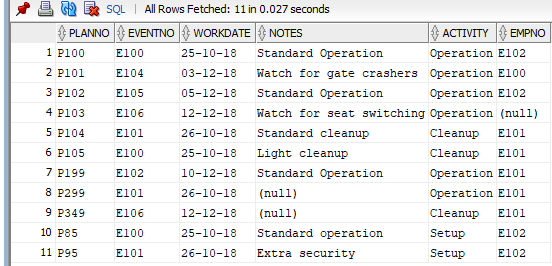 SQL | All Rows Fetched: 11 in 0.027 seconds
PLANNO EVENTNO WORKDATE NOTES ACTIVITY EMPNO
1 P100 E100 25-10-18 Standard Operation Operation E102
2 P101 E104 03-12-18 Watch for gate crashers Operation E100
3 P102 E105 05-12-18 Standard Operation Operation E102
4 P103 E106 12-12-18 Watch for seat switching Operation (null)
5 P104 E101 26-10-18 Standard cleanup Cleanup E101
6 P105 E100 25-10-18 Light cleanup Cleanup E101
7 P199 E102 10-12-18 Standard Operation Operation E101
8 P299 E101 26-10-18 (null) Operation E101
9 P349 E106 12-12-18 (null) Cleanup E101
10 P85 E100 25-10-18 Standard operation Setup E102
11 P95 E101 26-10-18 Extra security Setup E102